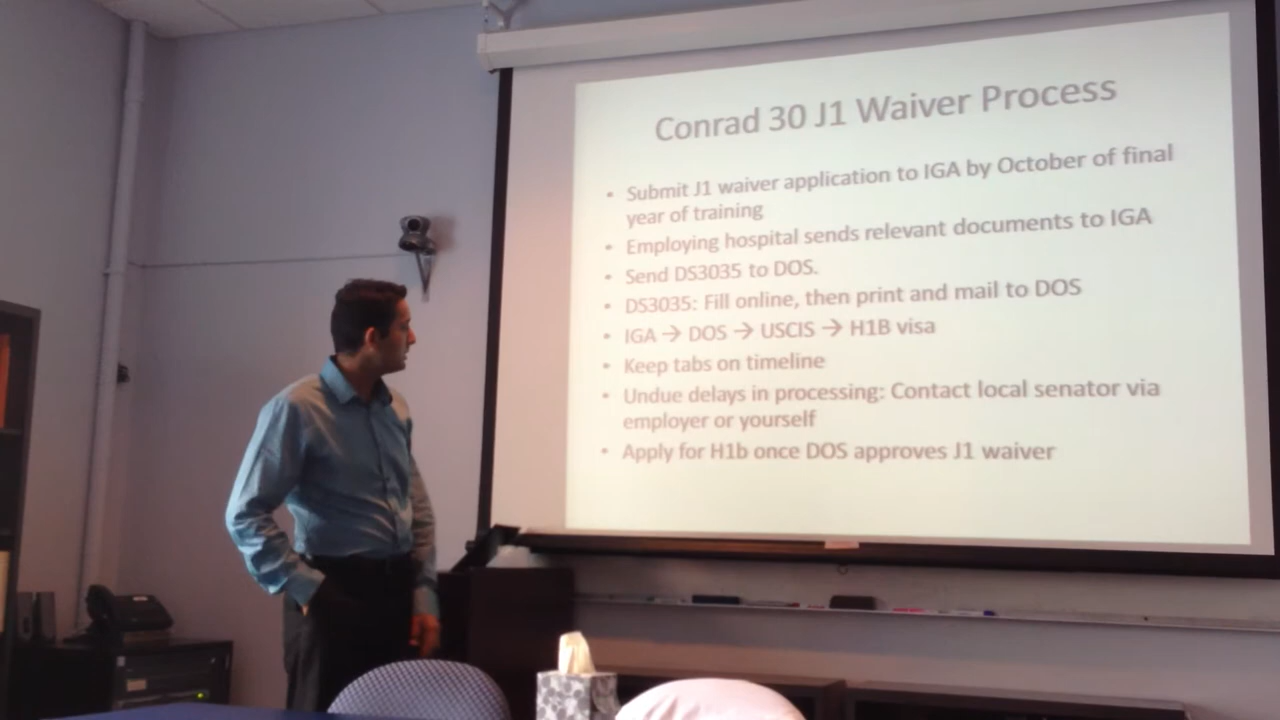 Conrad 30 J1 Waiver Process
• Submit J1 waiver application to IGA by October of final
year of training
• Employing hospital sends relevant documents to IGA
• Send DS3035 to DOS.
• DS3035: Fill online, then print and mail to DOS
• IGA → DOS → USCIS → H1B visa
• Keep tabs on timeline
• Undue delays in processing: Contact local senator via
employer or yourself
• Apply for H1b once DOS approves J1 waiver